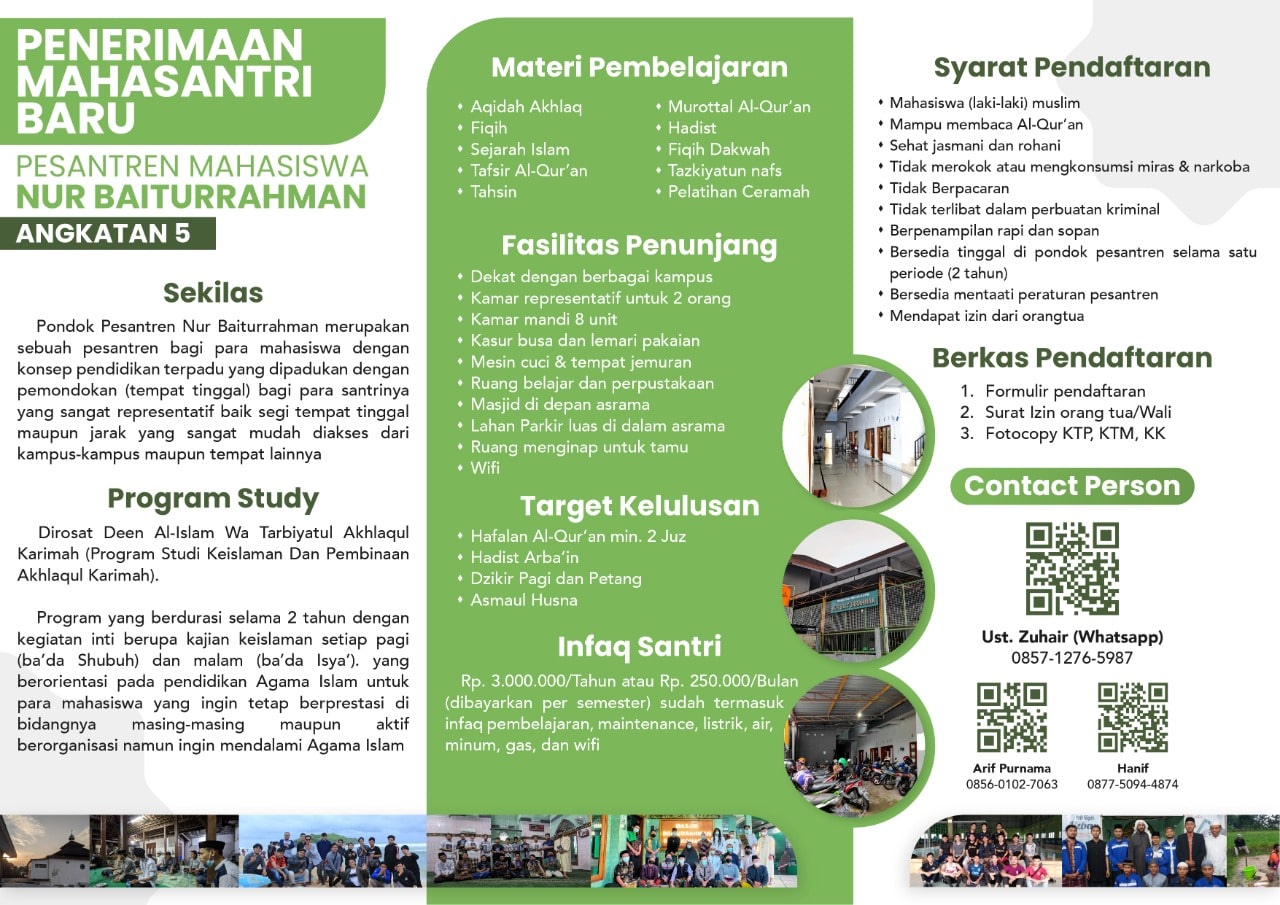 PENERIMAAN
MAHASANTRI
BARU
PESANTREN MAHASISWA
NUR BAITURRAHMAN
ANGKATAN 5
Sekilas
Pondok Pesantren Nur Baiturrahman merupakan
sebuah pesantren bagi para mahasiswa dengan
konsep pendidikan terpadu yang dipadukan dengan
pemondokan (tempat tinggal) bagi para santrinya
yang sangat representatif baik segi tempat tinggal
maupun jarak yang sangat mudah diakses dari
kampus-kampus maupun tempat lainnya
Program Study
Dirosat Deen Al-Islam Wa Tarbiyatul Akhlaqul
Karimah (Program Studi Keislaman Dan Pembinaan
Akhlaqul Karimah).
Program yang berdurasi selama 2 tahun dengan
kegiatan inti berupa kajian keislaman setiap pagi
(ba'da Shubuh) dan malam (ba'da Isya'). yang
berorientasi pada pendidikan Agama Islam untuk
para mahasiswa yang ingin tetap berprestasi di
bidangnya masing-masing maupun aktif
berorganisasi namun ingin mendalami Agama Islam
Materi Pembelajaran
Aqidah Akhlaq
Fiqih
Sejarah Islam
Tafsir Al-Qur'an
Tahsin
Murottal Al-Qur'an
Hadist
Fiqih Dakwah
Tazkiyatun nafs
Pelatihan Ceramah
Fasilitas Penunjang
Dekat dengan berbagai kampus
Kamar representatif untuk 2 orang
Kamar mandi 8 unit
Kasur busa dan lemari pakaian
Mesin cuci & tempat jemuran
Ruang belajar dan perpustakaan
Masjid di depan asrama
Lahan Parkir luas di dalam asrama
Ruang menginap untuk tamu
Wifi
Target Kelulusan
Hafalan Al-Qur'an min. 2 Juz
Hadist Arba'in
Dzikir Pagi dan Petang
Asmaul Husna
Infaq Santri
Rp. 3.000.000/Tahun atau Rp. 250.000/Bulan
(dibayarkan per semester) sudah termasuk
infaq pembelajaran, maintenance, listrik, air,
minum, gas, dan wifi
Syarat Pendaftaran
Mahasiswa (laki-laki) muslim
Mampu membaca Al-Qur'an
Sehat jasmani dan rohani
Tidak merokok atau mengkonsumsi miras & narkoba
Tidak Berpacaran
Tidak terlibat dalam perbuatan kriminal
Berpenampilan rapi dan sopan
Bersedia tinggal di pondok pesantren selama satu
periode (2 tahun)
Bersedia mentaati peraturan pesantren
Mendapat izin dari orangtua
Berkas Pendaftaran
1. Formulir pendaftaran
2. Surat Izin orang tua/Wali
3. Fotocopy KTP, KTM, KK
Contact Person
Ust. Zuhair (Whatsapp)
0857-1276-5987
Arif Purnama
0856-0102-7063
Hanif
0877-5094-4874